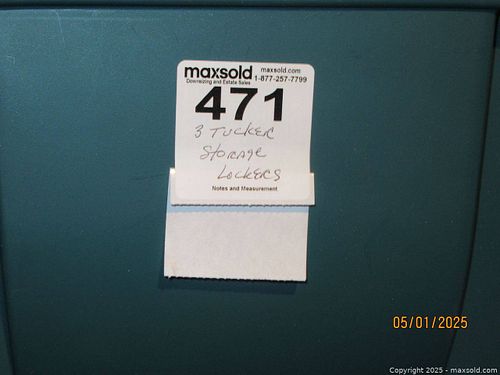 maxsold maxsold.com
Downsizing and Estate Sales 1-877-257-7799
471
3 TUCKER
STORAGE
LOCKERS
Notes and Measurement
05/01/2025
Copyright 2025 - maxsold.com